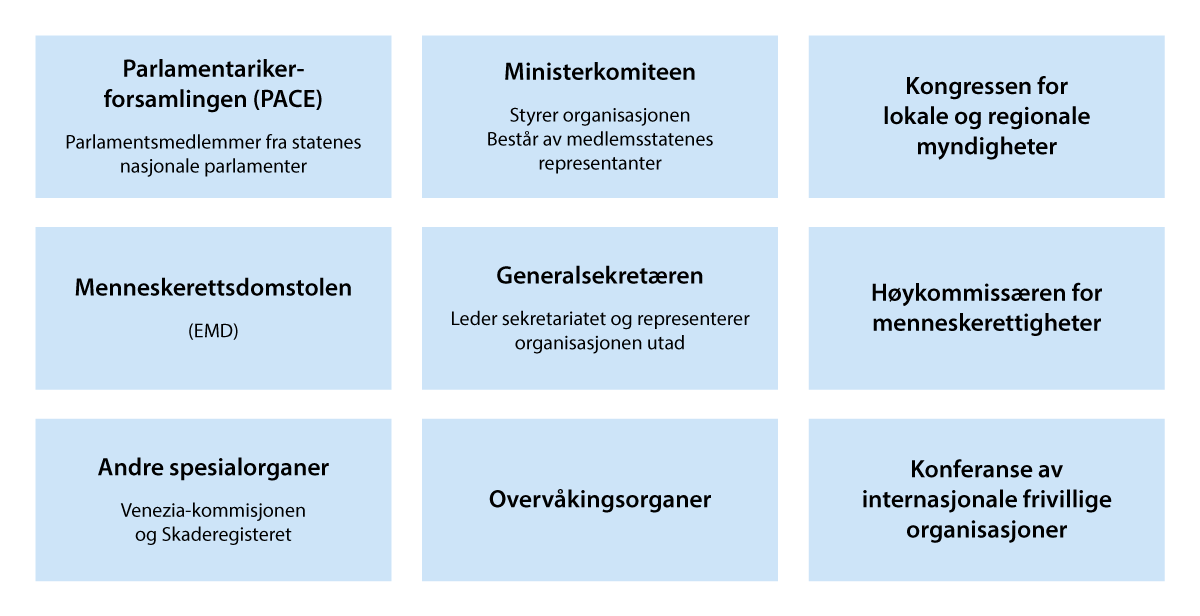 Parlamentariker-
forsamlingen (PACE)
Parlamentsmedlemmer fra statenes
nasjonale parlamenter
Ministerkomiteen
Styrer organisasjonen
Består av medlemsstatenes
representanter
Kongressen for
lokale og regionale
myndigheter
Menneskerettsdomstolen
(EMD)
Generalsekretæren
Leder sekretariatet og representerer
organisasjonen utad
Høykommissæren for
menneskerettigheter
Andre spesialorganer
Venezia-kommisjonen
og Skaderegisteret
Overvåkingsorganer
Konferanse av
internasjonale frivillige
organisasjoner